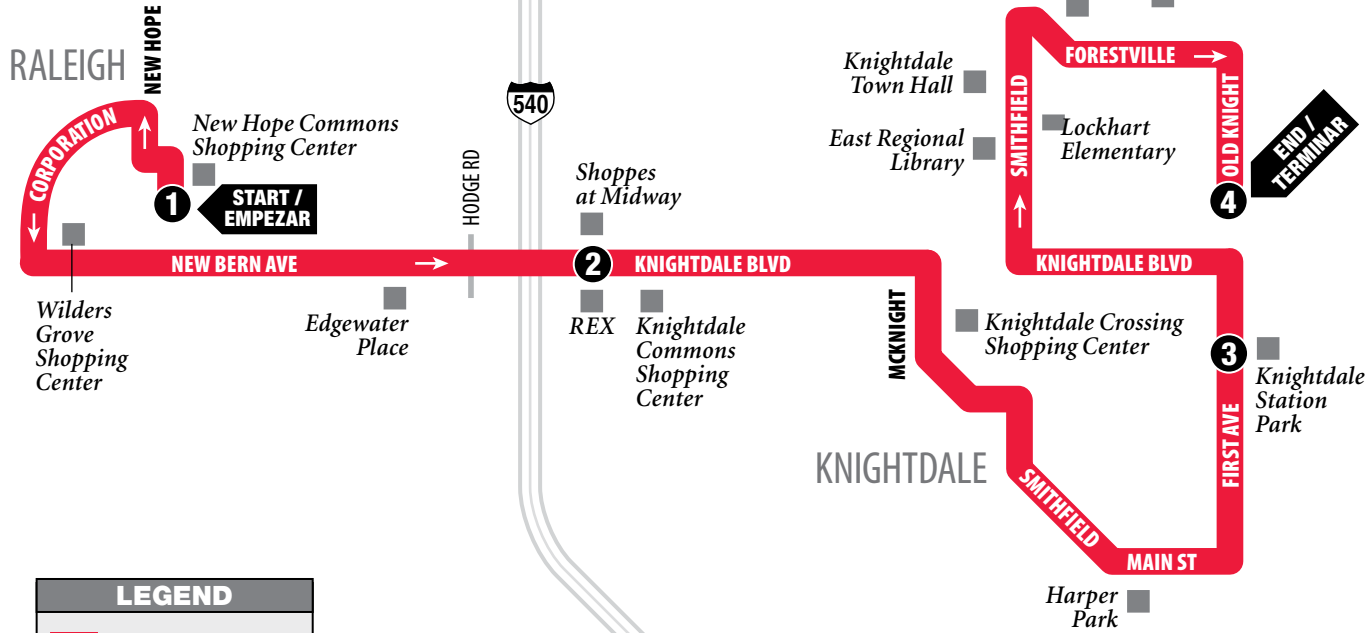 RALEIGH
NEW HOPE
CORPORATION
New Hope Commons
Shopping Center
1
START /
EMPEZAR
Wilders
Grove
Shopping
Center
NEW BERN AVE
Edgewater
Place
HODGE RD
540
Shoppes
at Midway
2
KNIGHTDALE BLVD
REX
Knightdale
Commons
Shopping
Center
MCKNIGHT
Knightdale Crossing
Shopping Center
KNIGHTDALE
SMITHFIELD
MAIN ST
Harper
Park
FIRST AVE
3
Knightdale
Station
Park
KNIGHTDALE BLVD
SMITHFIELD
Knightdale
Town Hall
East Regional
Library
Lockhart
Elementary
FORESTVILLE
OLD KNIGHT
4
END /
TERMINAR
LEGEND